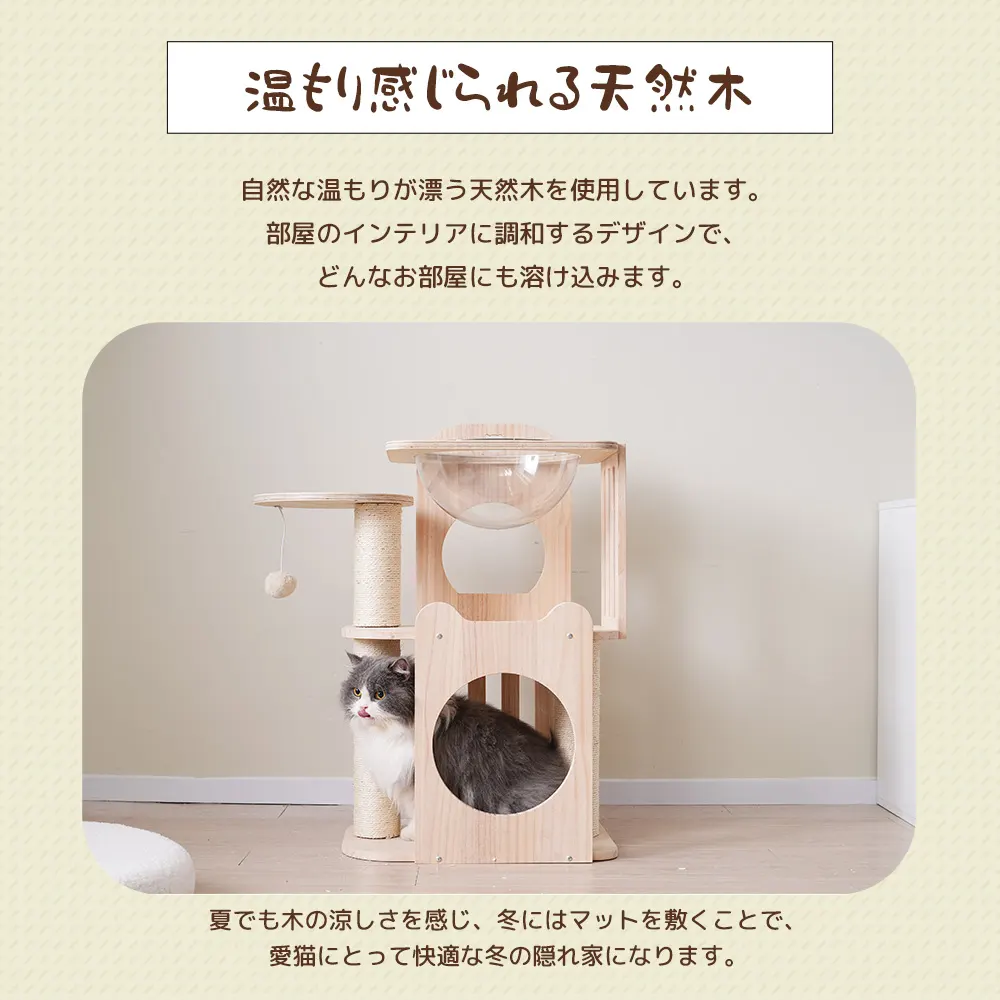 温もり感じられる天然木
自然な温もりが漂う天然木を使用しています。
部屋のインテリアに調和するデザインで、
どんなお部屋にも溶け込みます。
夏でも木の涼しさを感じ、冬にはマットを敷くことで、
愛猫にとって快適な冬の隠れ家になります。